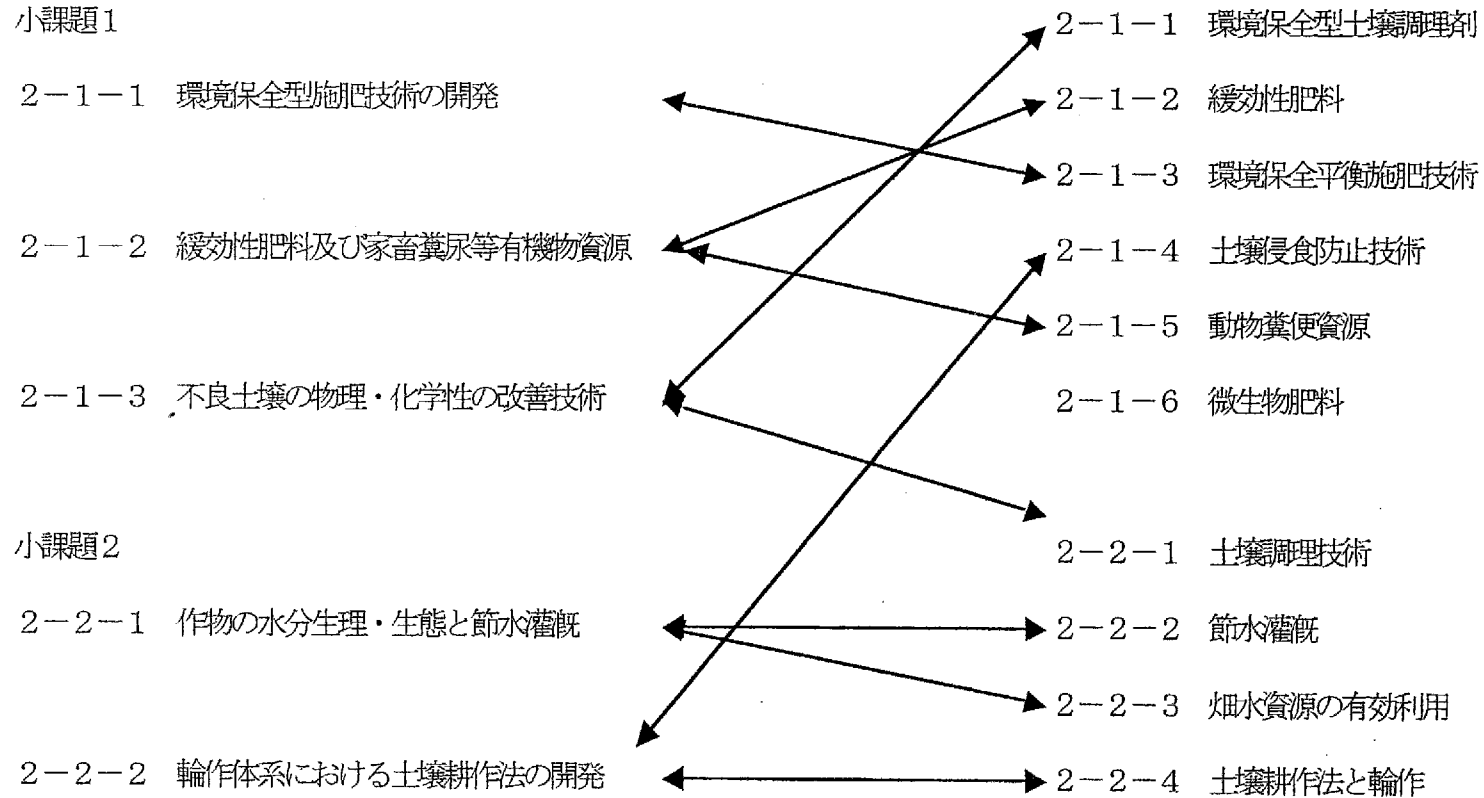 小課題1
2-1-1 環境保全型施肥技術の開発
2-1-2 緩効性肥料及び家畜糞尿等有機物資源
2-1-3 不良土壌の物理・化学性の改善技術
小課題2
2-2-1 作物の水分生理・生態と節水灌漑
2-2-2 輪作体系における土壌耕作法の開発
2-1-1 環境保全型土壌調理剤
2-1-2 緩効性肥料
2-1-3 環境保全平衡施肥技術
2-1-4 土壌侵食防止技術
2-1-5 動物糞便資源
2-1-6 微生物肥料
2-2-1 土壌調理技術
2-2-2 節水灌漑
2-2-3 畑水資源の有効利用
2-2-4 土壌耕作法と輪作